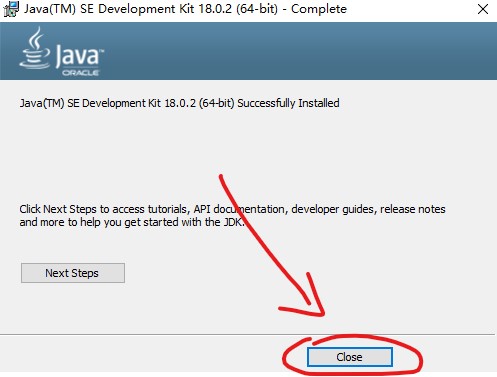 Java(TM) SE Development Kit 18.0.2 (64-bit) - Complete
Java™
ORACLE
Java(TM) SE Development Kit 18.0.2 (64-bit) Successfully Installed
Click Next Steps to access tutorials, API documentation, developer guides, release notes
and more to help you get started with the JDK.
Next Steps
Close